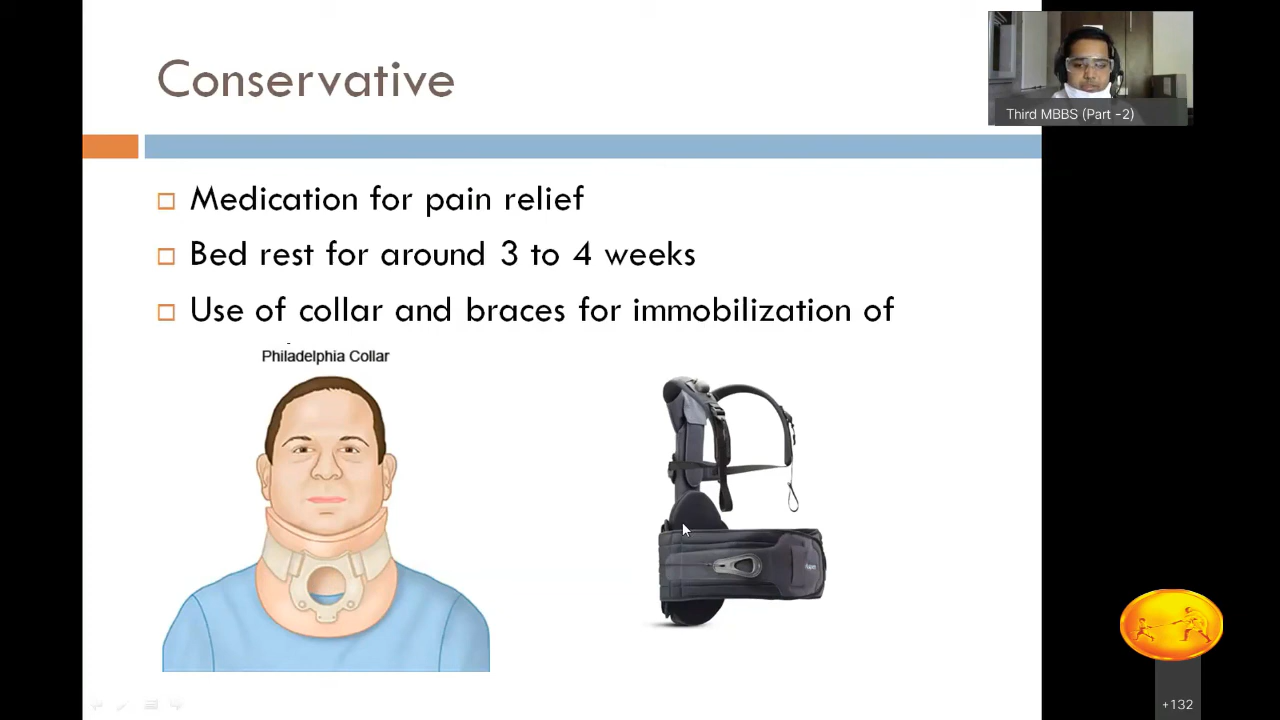 Conservative
Third MBBS (Part -2)
Medication for pain relief
Bed rest for around 3 to 4 weeks
Use of collar and braces for immobilization of
Philadelphia Collar
+132